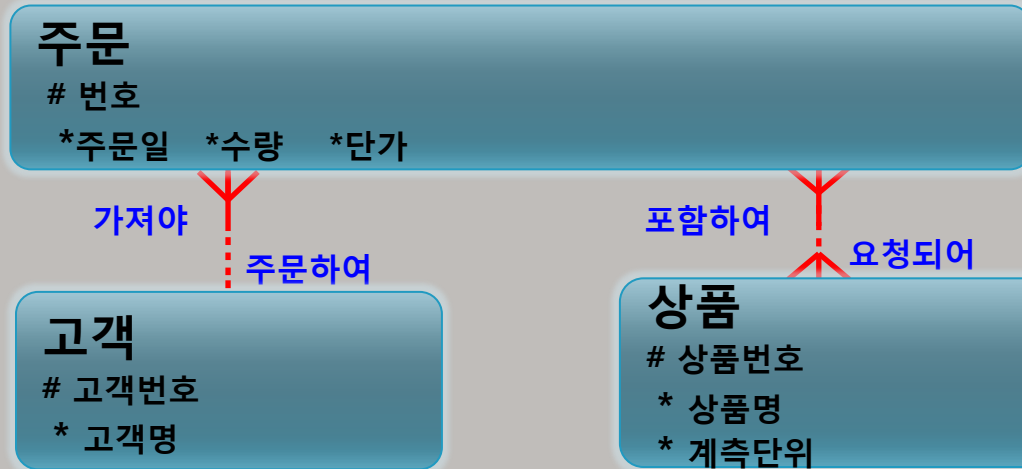 주문
# 번호
*주문일 *수량 *단가
가져야
포함하여
주문하여
요청되어
고객
# 고객번호
* 고객명
상품
# 상품번호
* 상품명
* 계측단위